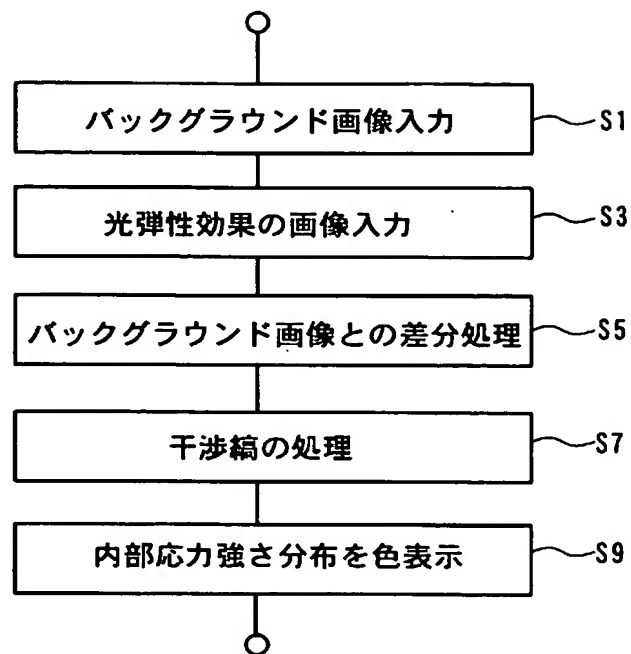 バックグラウンド画像入力 S1
光弾性効果の画像入力 S3
バックグラウンド画像との差分処理 S5
干渉縞の処理 S7
内部応力強さ分布を色表示 S9